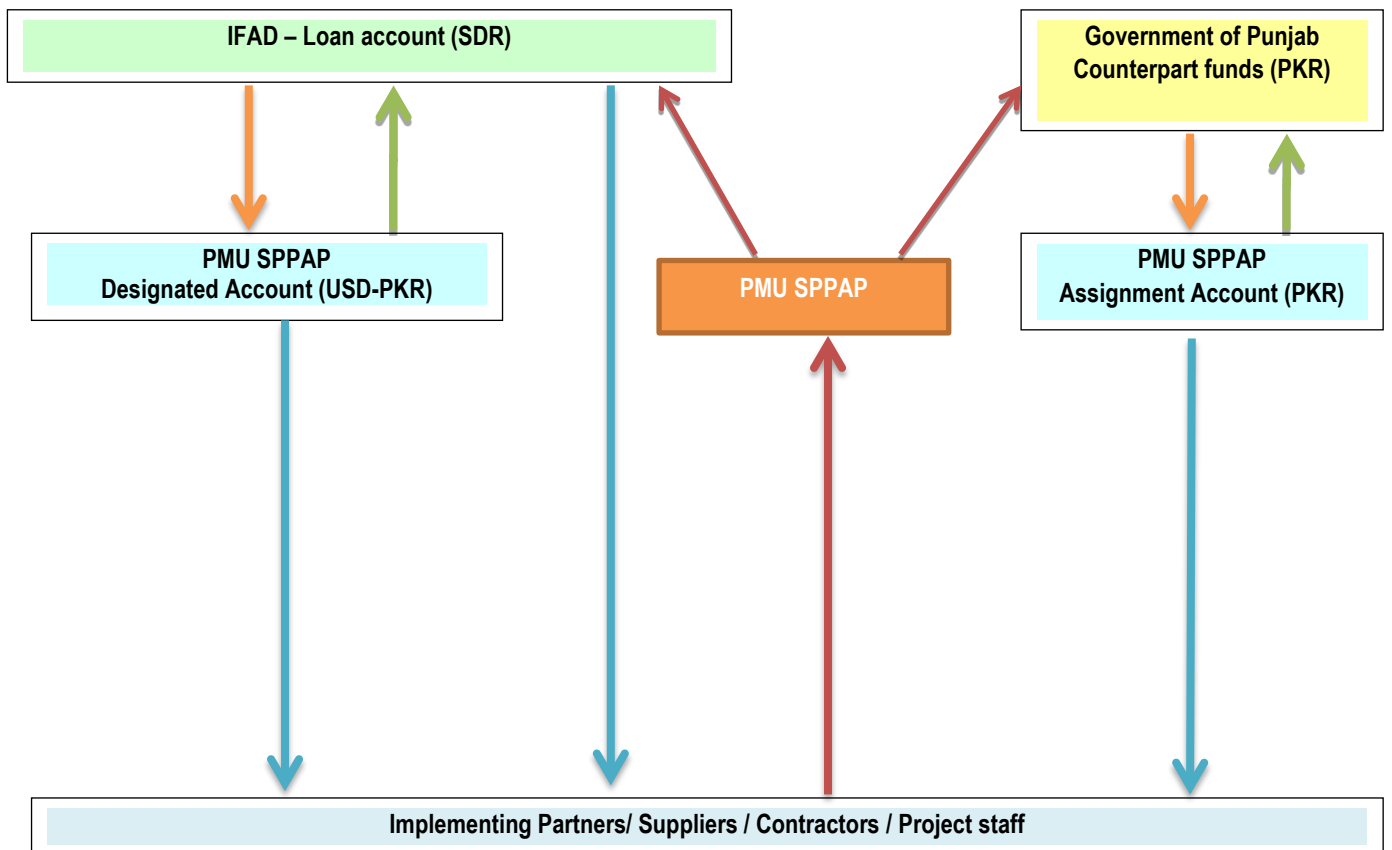 IFAD – Loan account (SDR)
Government of Punjab
Counterpart funds (PKR)
PMU SPPAP
Designated Account (USD-PKR)
PMU SPPAP
PMU SPPAP
Assignment Account (PKR)
Implementing Partners/ Suppliers / Contractors / Project staff